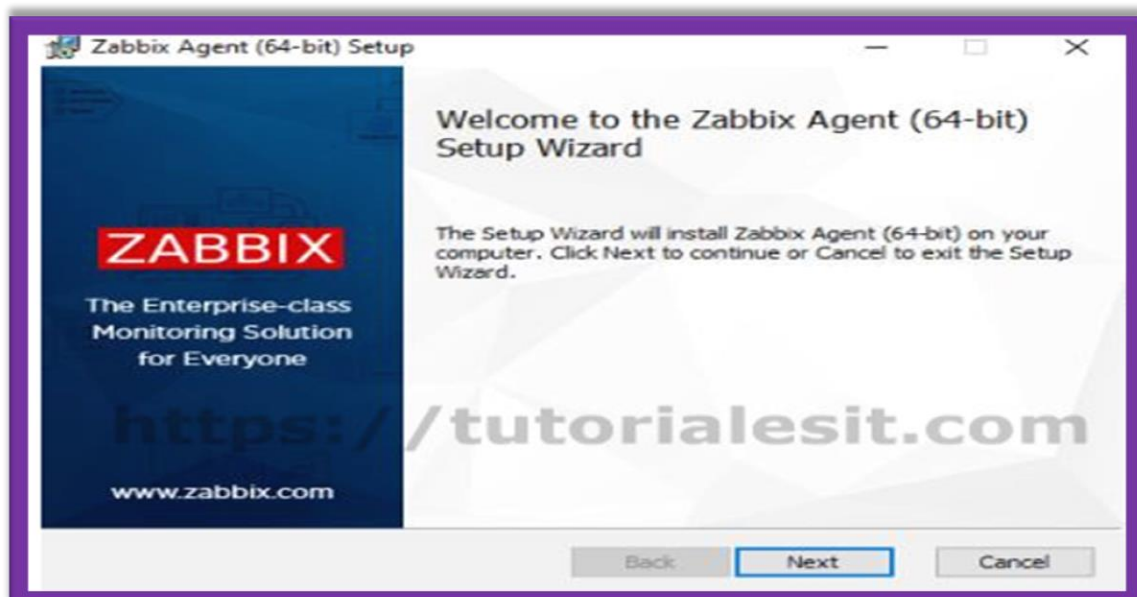 Zabbix Agent (64-bit) Setup
Welcome to the Zabbix Agent (64-bit)
Setup Wizard
The Setup Wizard will install Zabbix Agent (64-bit) on your
computer. Click Next to continue or Cancel to exit the Setup
Wizard.
ZABBIX
The Enterprise-class
Monitoring Solution
for Everyone
https://tutorialesit.com
www.zabbix.com
Back
Next
Cancel